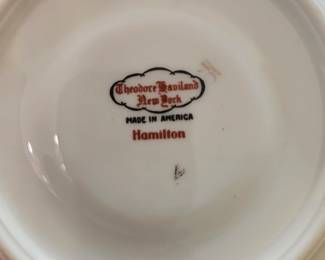 Theodore Haviland
New York
MADE IN AMERICA
Hamilton